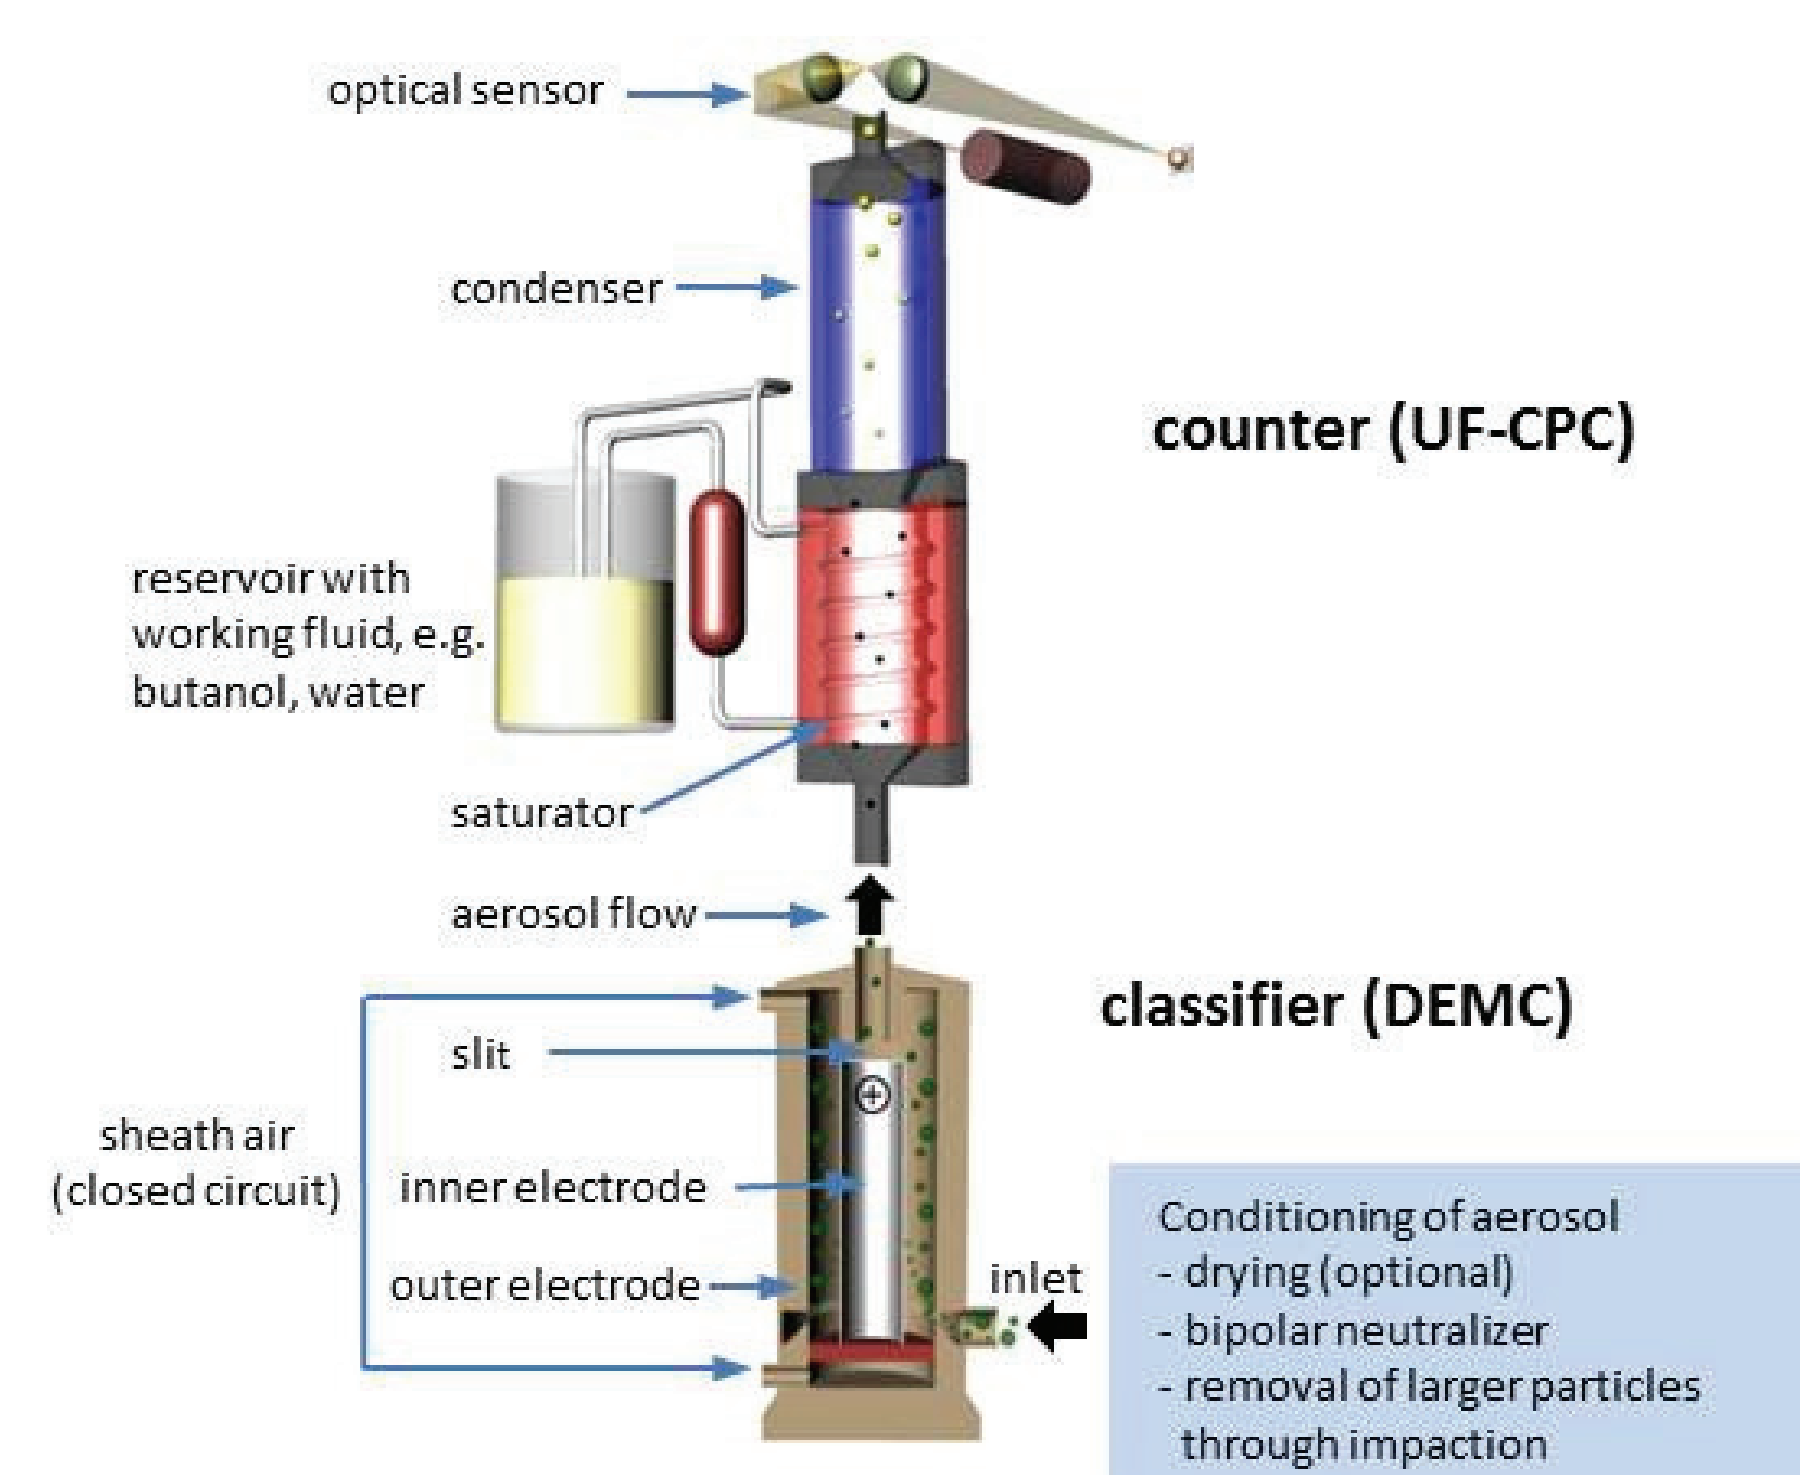 optical sensor
condenser
counter (UF-CPC)
reservoir with
working fluid, e.g.
butanol, water
saturator
aerosol flow
classifier (DEMC)
slit
+
sheath air
(closed circuit)
inner electrode
outer electrode
inlet
Conditioning of aerosol
- drying (optional)
- bipolar neutralizer
- removal of larger particles
through impaction